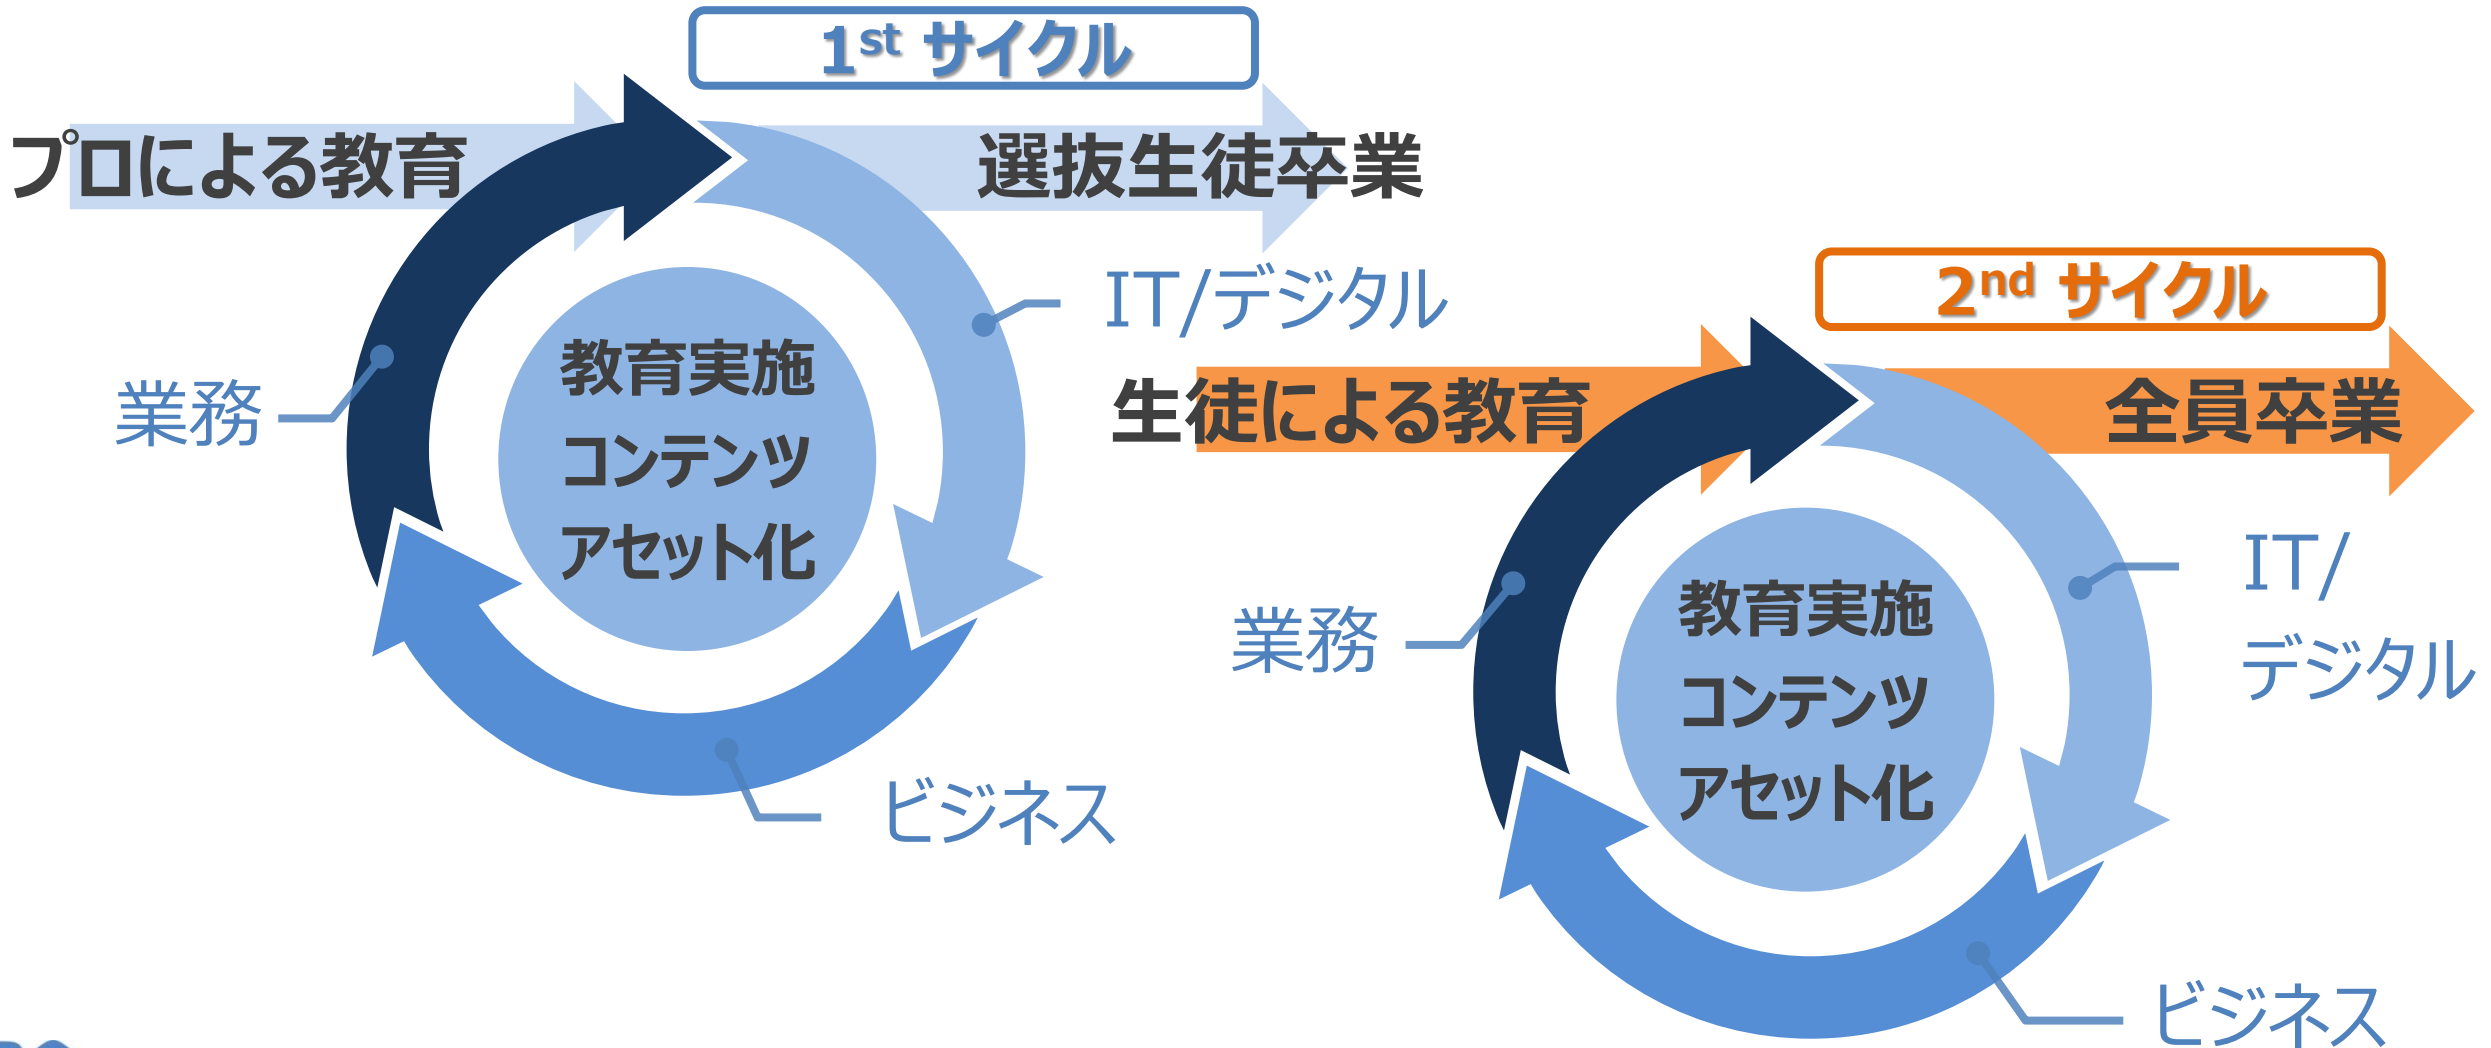 1st サイクル
プロによる教育
選抜生徒卒業
IT/デジタル
業務
教育実施
コンテンツ
アセット化
ビジネス
2nd サイクル
生徒による教育
全員卒業
IT/
デジタル
業務
教育実施
コンテンツ
アセット化
ビジネス